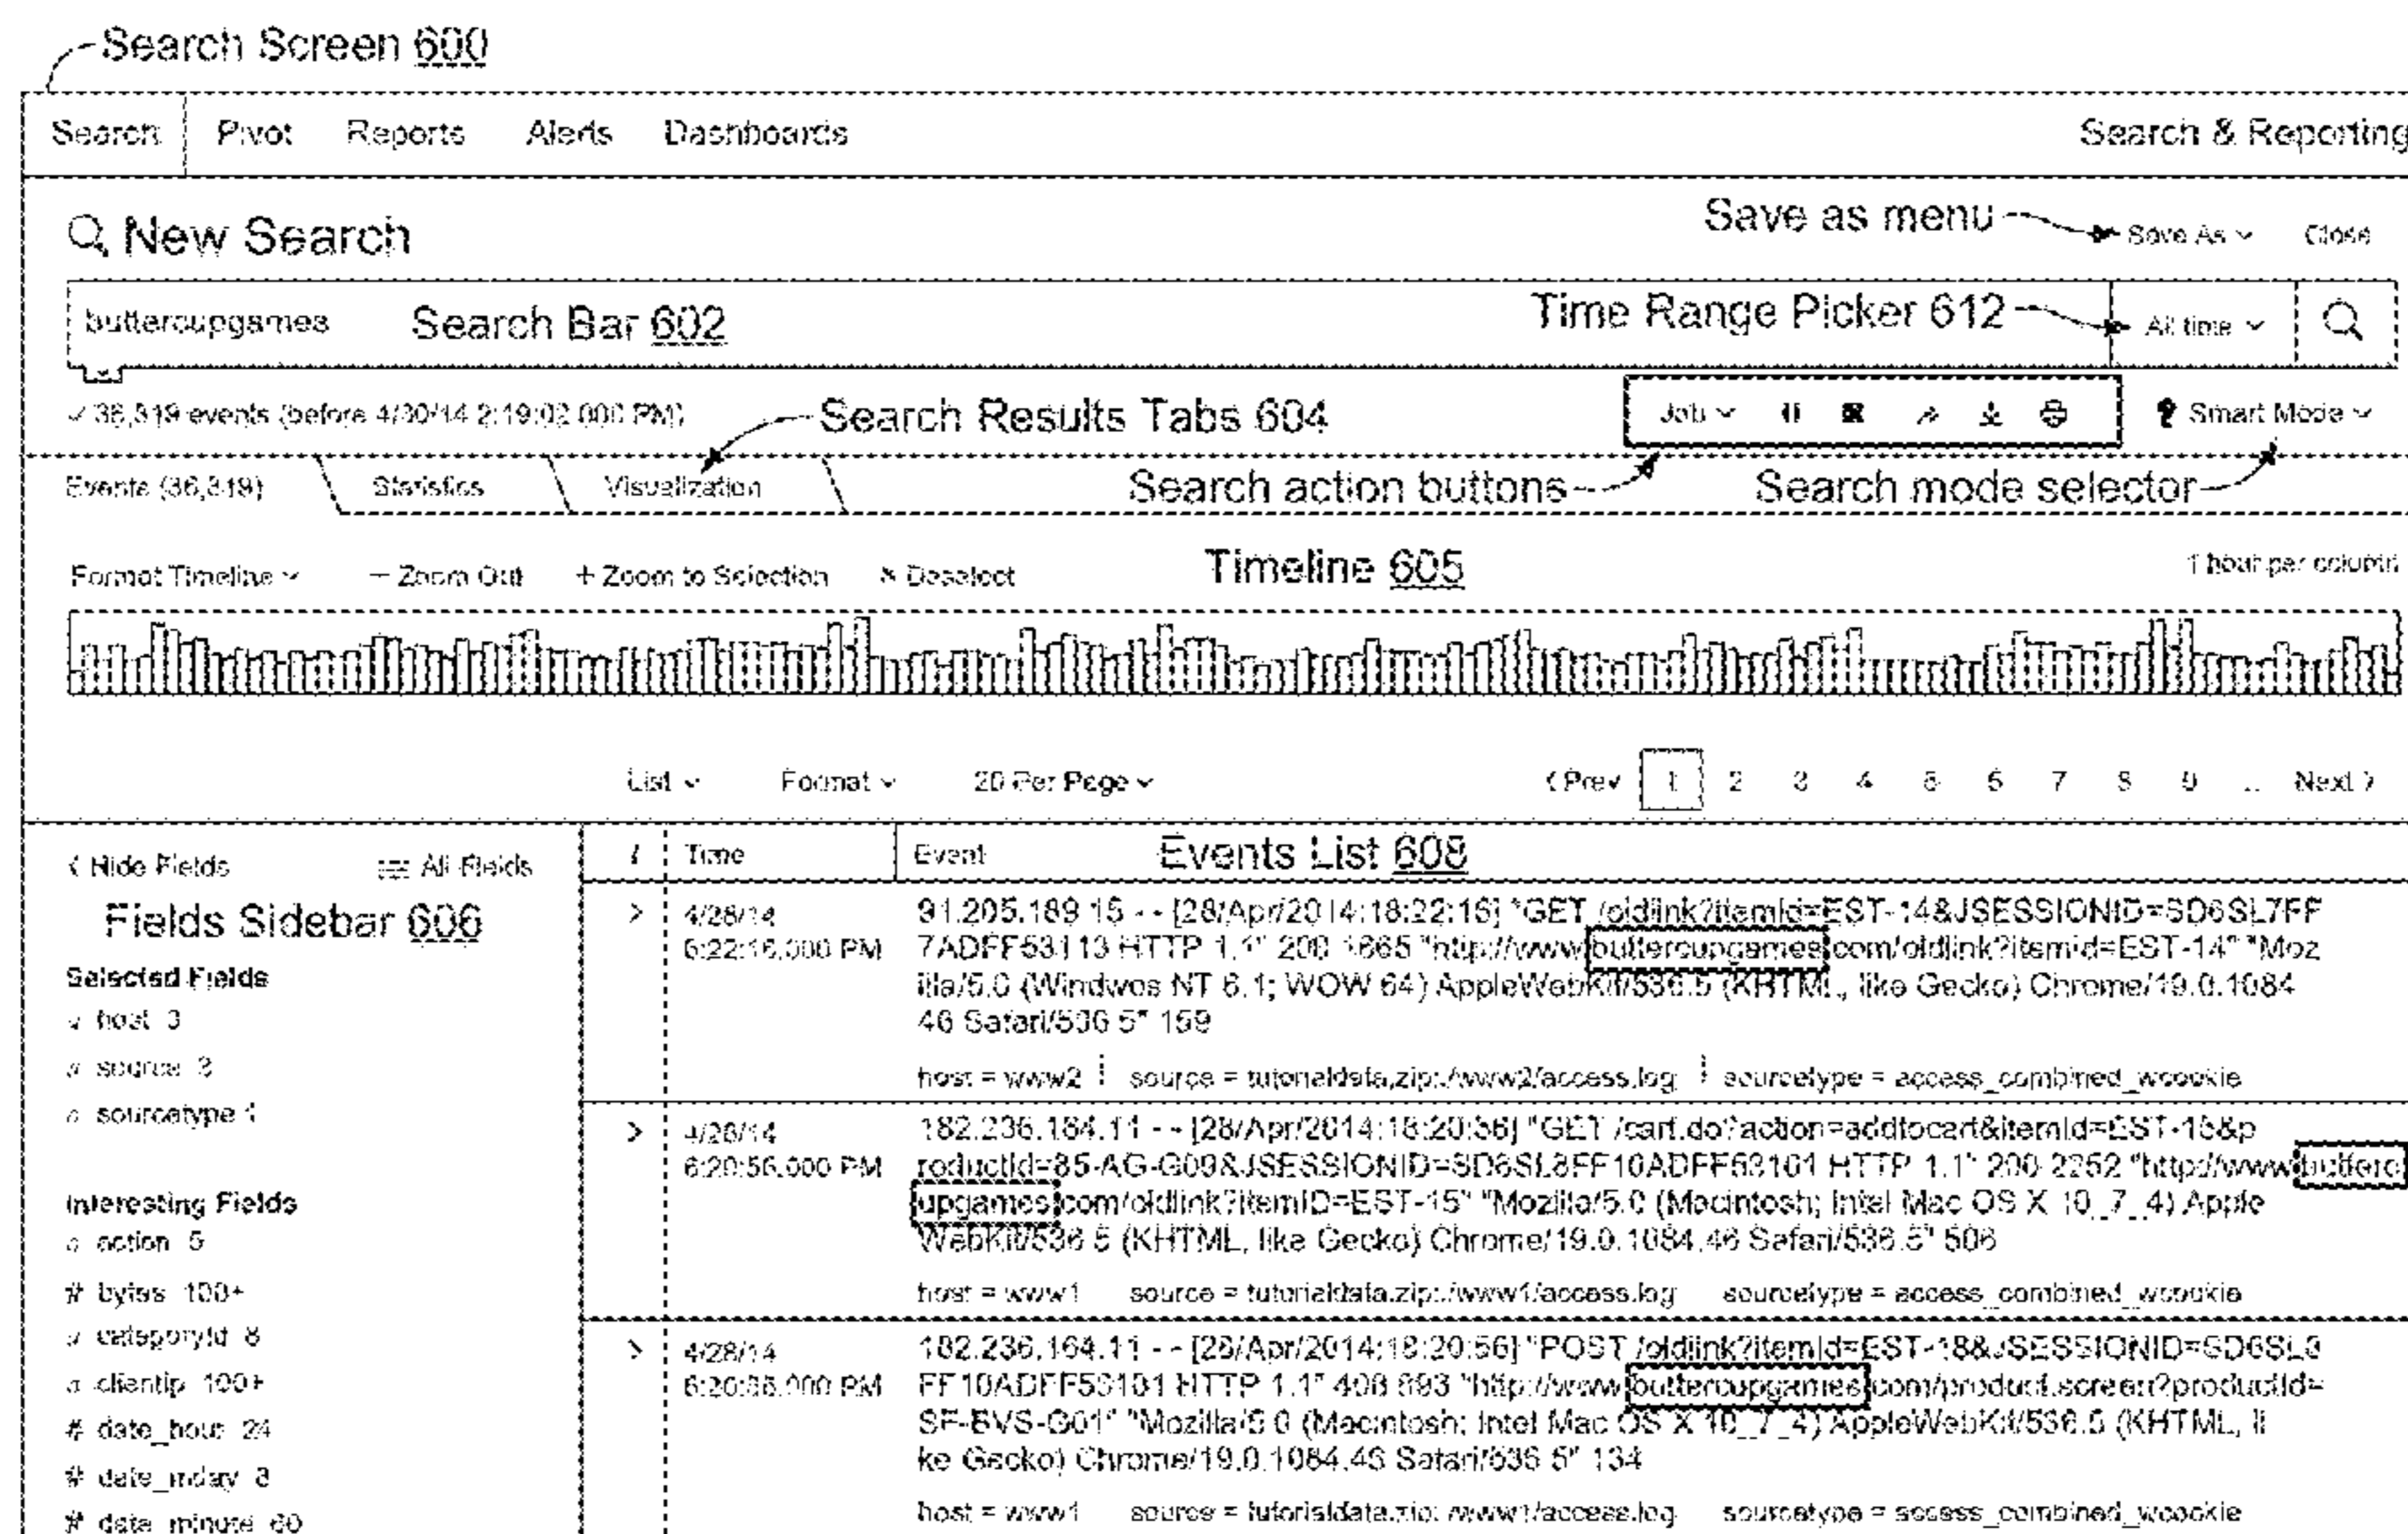 Search Screen 600
Search Pivot Reports Alerts Dashboards Search & Reporting
New Search Save as menu Save As Close
buttercupgames Search Bar 602 Time Range Picker 612 All time
36,819 events (before 4/30/14 2:19:02.000 PM) Search Results Tabs 604 Job Smart Mode
Events (36,819) Statistics Visualization Search action buttons Search mode selector
Format Timeline – Zoom Out + Zoom to Selection × Deselect Timeline 605 1 hour per column
List Format 20 Per Page < Prev 1 2 3 4 5 6 7 8 9 .. Next >
< Hide Fields All Fields i Time Event Events List 608
Fields Sidebar 606
Selected Fields
host 3
source 3
sourcetype 1
Interesting Fields
action 5
# bytes 100+
categoryId 8
clientip 100+
# date_hour 24
# date_mday 8
# date_minute 60
> 4/28/14
6:22:16.000 PM
91.205.189.15 - - [28/Apr/2014:18:22:16] "GET /oldlink?itemId=EST-14&JSESSIONID=SD6SL7FF
7ADFF53113 HTTP 1.1" 200 1665 "http://www.buttercupgames.com/oldlink?itemid=EST-14" "Moz
illa/5.0 (Windwos NT 6.1; WOW 64) AppleWebKit/536.5 (KHTML, like Gecko) Chrome/19.0.1084
46 Safari/536.5" 159
host = www2 source = tutorialdata.zip:./www2/access.log sourcetype = access_combined_wcookie
> 4/28/14
6:20:56.000 PM
182.236.164.11 - - [28/Apr/2014:18:20:56] "GET /cart.do?action=addtocart&itemId=EST-15&p
roductId=85-AG-G09&JSESSIONID=SD6SL8FF10ADFF53101 HTTP 1.1" 200 2252 "http://www.butterc
upgames.com/oldlink?itemID=EST-15" "Mozilla/5.0 (Macintosh; Intel Mac OS X 10_7_4) Apple
WebKit/536.5 (KHTML, like Gecko) Chrome/19.0.1084.46 Safari/536.5" 506
host = www1 source = tutorialdata.zip:./www1/access.log sourcetype = access_combined_wcookie
> 4/28/14
6:20:56.000 PM
182.236.164.11 - - [28/Apr/2014:18:20:56] "POST /oldlink?itemId=EST-18&JSESSIONID=SD6SL8
FF10ADFF53101 HTTP 1.1" 408 893 "http://www.buttercupgames.com/product.screen?productId=
SF-BVS-G01" "Mozilla/5.0 (Macintosh; Intel Mac OS X 10_7_4) AppleWebKit/536.5 (KHTML, li
ke Gecko) Chrome/19.0.1084.46 Safari/536.5" 134
host = www1 source = tutorialdata.zip:./www1/access.log sourcetype = access_combined_wcookie